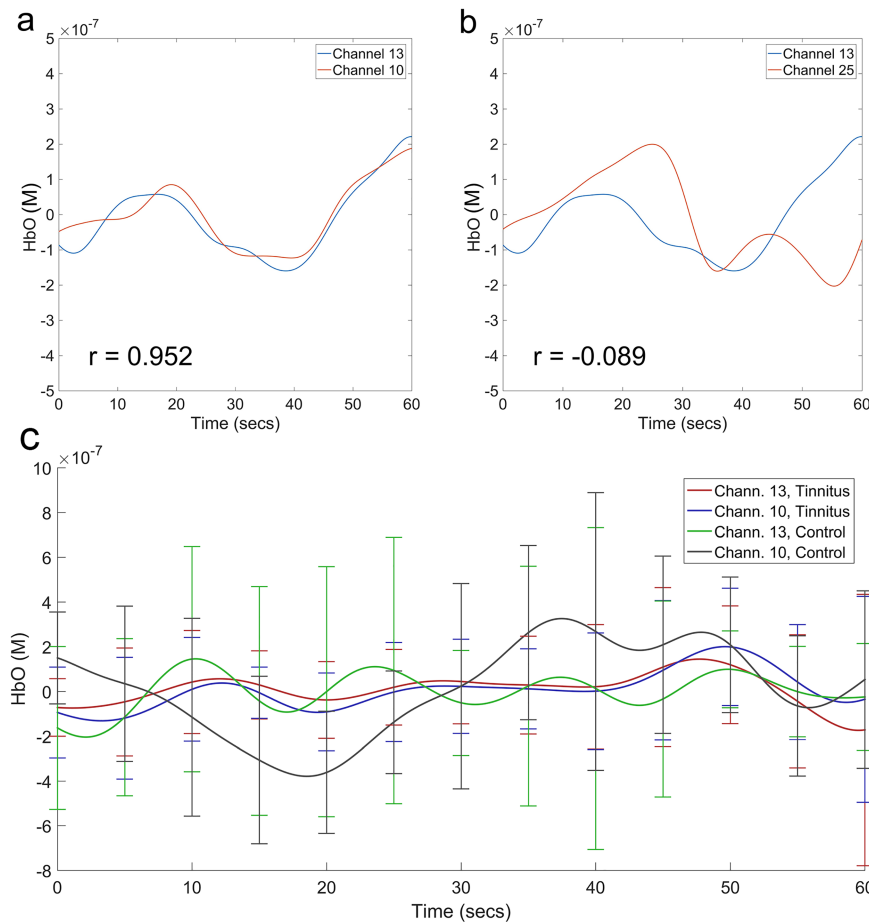 a
×10⁻⁷
5
4
3
2
1
0
-1
-2
-3
-4
-5
HbO (M)
Channel 13
Channel 10
r = 0.952
0 10 20 30 40 50 60
Time (secs)
b
×10⁻⁷
5
4
3
2
1
0
-1
-2
-3
-4
-5
HbO (M)
Channel 13
Channel 25
r = -0.089
0 10 20 30 40 50 60
Time (secs)
c
×10⁻⁷
10
8
6
4
2
0
-2
-4
-6
-8
HbO (M)
Chann. 13, Tinnitus
Chann. 10, Tinnitus
Chann. 13, Control
Chann. 10, Control
0 10 20 30 40 50 60
Time (secs)